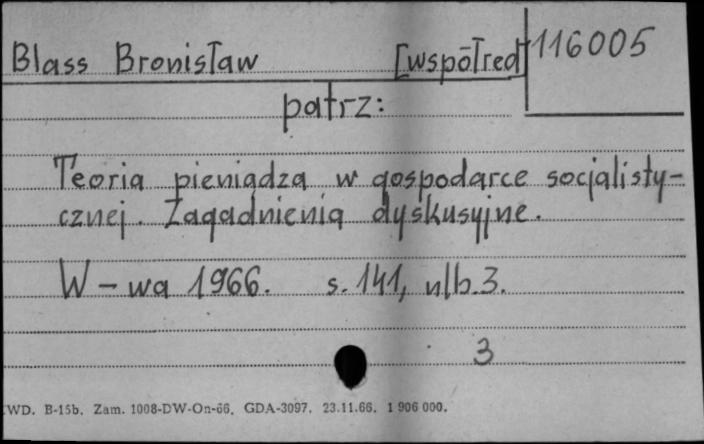 Blass Bronisław [współred] 116005
patrz:
Teoria pieniądza w gospodarce socjalisty-
cznej. Zagadnienia dyskusyjne.
W-wa 1966. s. 141, nlb. 3.
3
WD. B-15b. Zam. 1008-DW-On-66. GDA-3097. 23.11.66. 1 906 000.